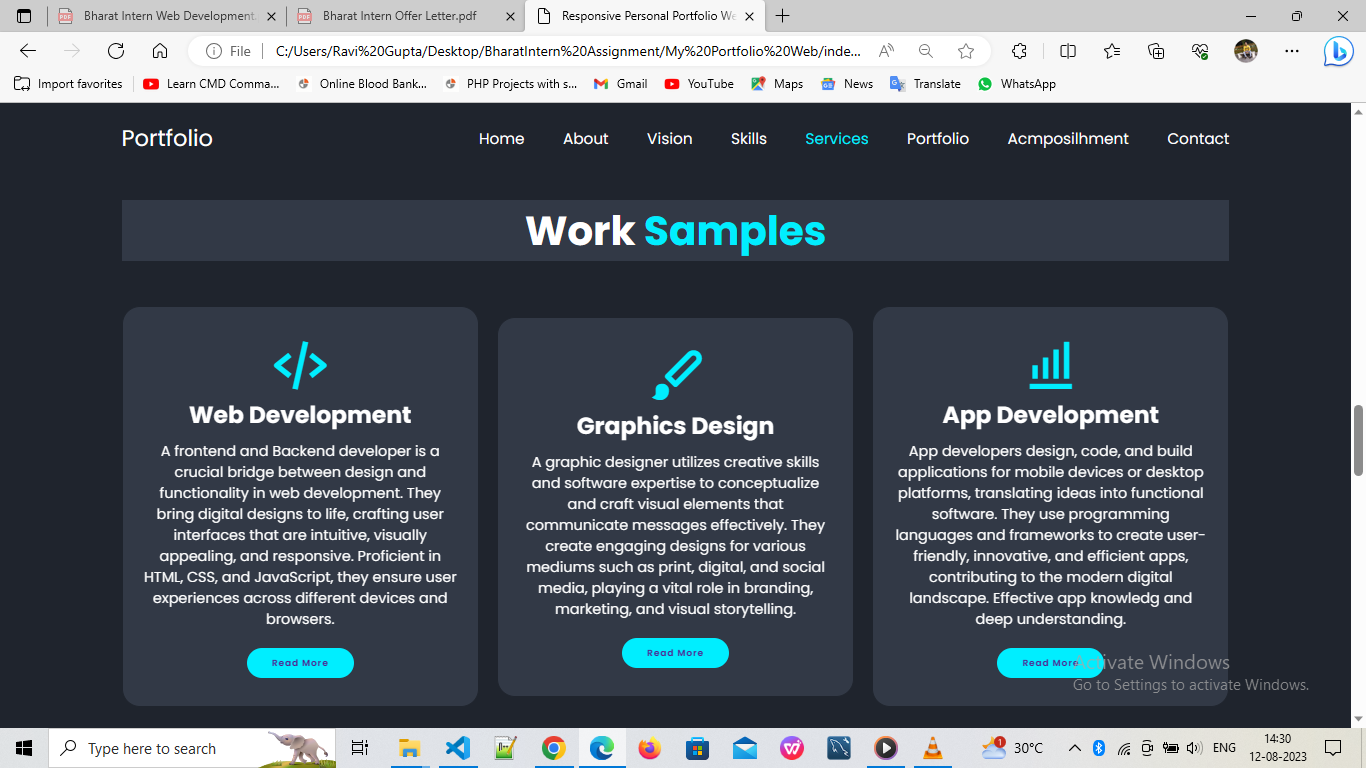 Bharat Intern Web Development.
Bharat Intern Offer Letter.pdf
Responsive Personal Portfolio We
File
C:/Users/Ravi%20Gupta/Desktop/BharatIntern%20Assignment/My%20Portfolio%20Web/inde...
Import favorites
Learn CMD Comma...
Online Blood Bank...
PHP Projects with s...
Gmail
YouTube
Maps
News
Translate
WhatsApp
Portfolio
Home
About
Vision
Skills
Services
Portfolio
Acmposilhment
Contact
Work Samples
Web Development
A frontend and Backend developer is a
crucial bridge between design and
functionality in web development. They
bring digital designs to life, crafting user
interfaces that are intuitive, visually
appealing, and responsive. Proficient in
HTML, CSS, and JavaScript, they ensure user
experiences across different devices and
browsers.
Read More
Graphics Design
A graphic designer utilizes creative skills
and software expertise to conceptualize
and craft visual elements that
communicate messages effectively. They
create engaging designs for various
mediums such as print, digital, and social
media, playing a vital role in branding,
marketing, and visual storytelling.
Read More
App Development
App developers design, code, and build
applications for mobile devices or desktop
platforms, translating ideas into functional
software. They use programming
languages and frameworks to create user-
friendly, innovative, and efficient apps,
contributing to the modern digital
landscape. Effective app knowledg and
deep understanding.
Read More
Activate Windows
Go to Settings to activate Windows.
Type here to search
30°C
ENG
14:30
12-08-2023